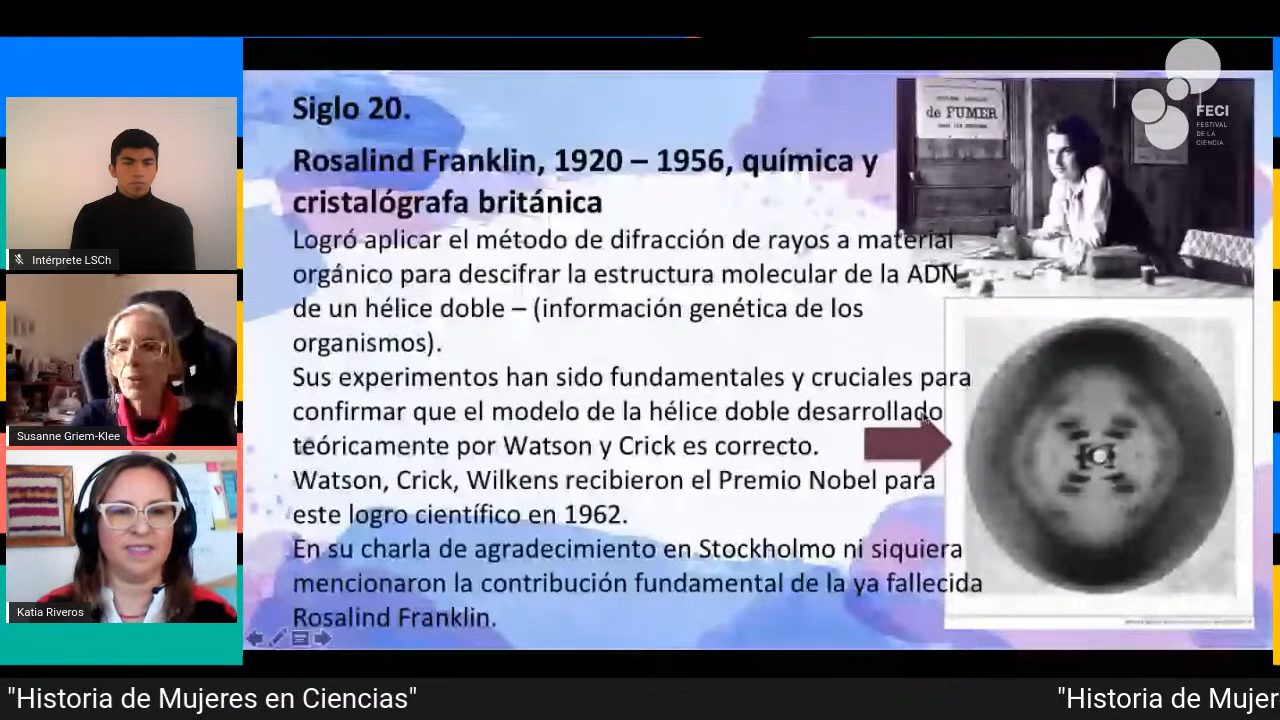 Siglo 20.
Rosalind Franklin, 1920 – 1956, química y
cristalógrafa británica
Logró aplicar el método de difracción de rayos a material
orgánico para descifrar la estructura molecular de la ADN
de un hélice doble – (información genética de los
organismos).
Sus experimentos han sido fundamentales y cruciales para
confirmar que el modelo de la hélice doble desarrollado
teóricamente por Watson y Crick es correcto.
Watson, Crick, Wilkens recibieron el Premio Nobel para
este logro científico en 1962.
En su charla de agradecimiento en Stockholmo ni siquiera
mencionaron la contribución fundamental de la ya fallecida
Rosalind Franklin.
de FUMER
FECI
FESTIVAL
DE LA
CIENCIA
Intérprete LSCh
Susanne Griem-Klee
Katia Riveros
"Historia de Mujeres en Ciencias"
"Historia de Mujer